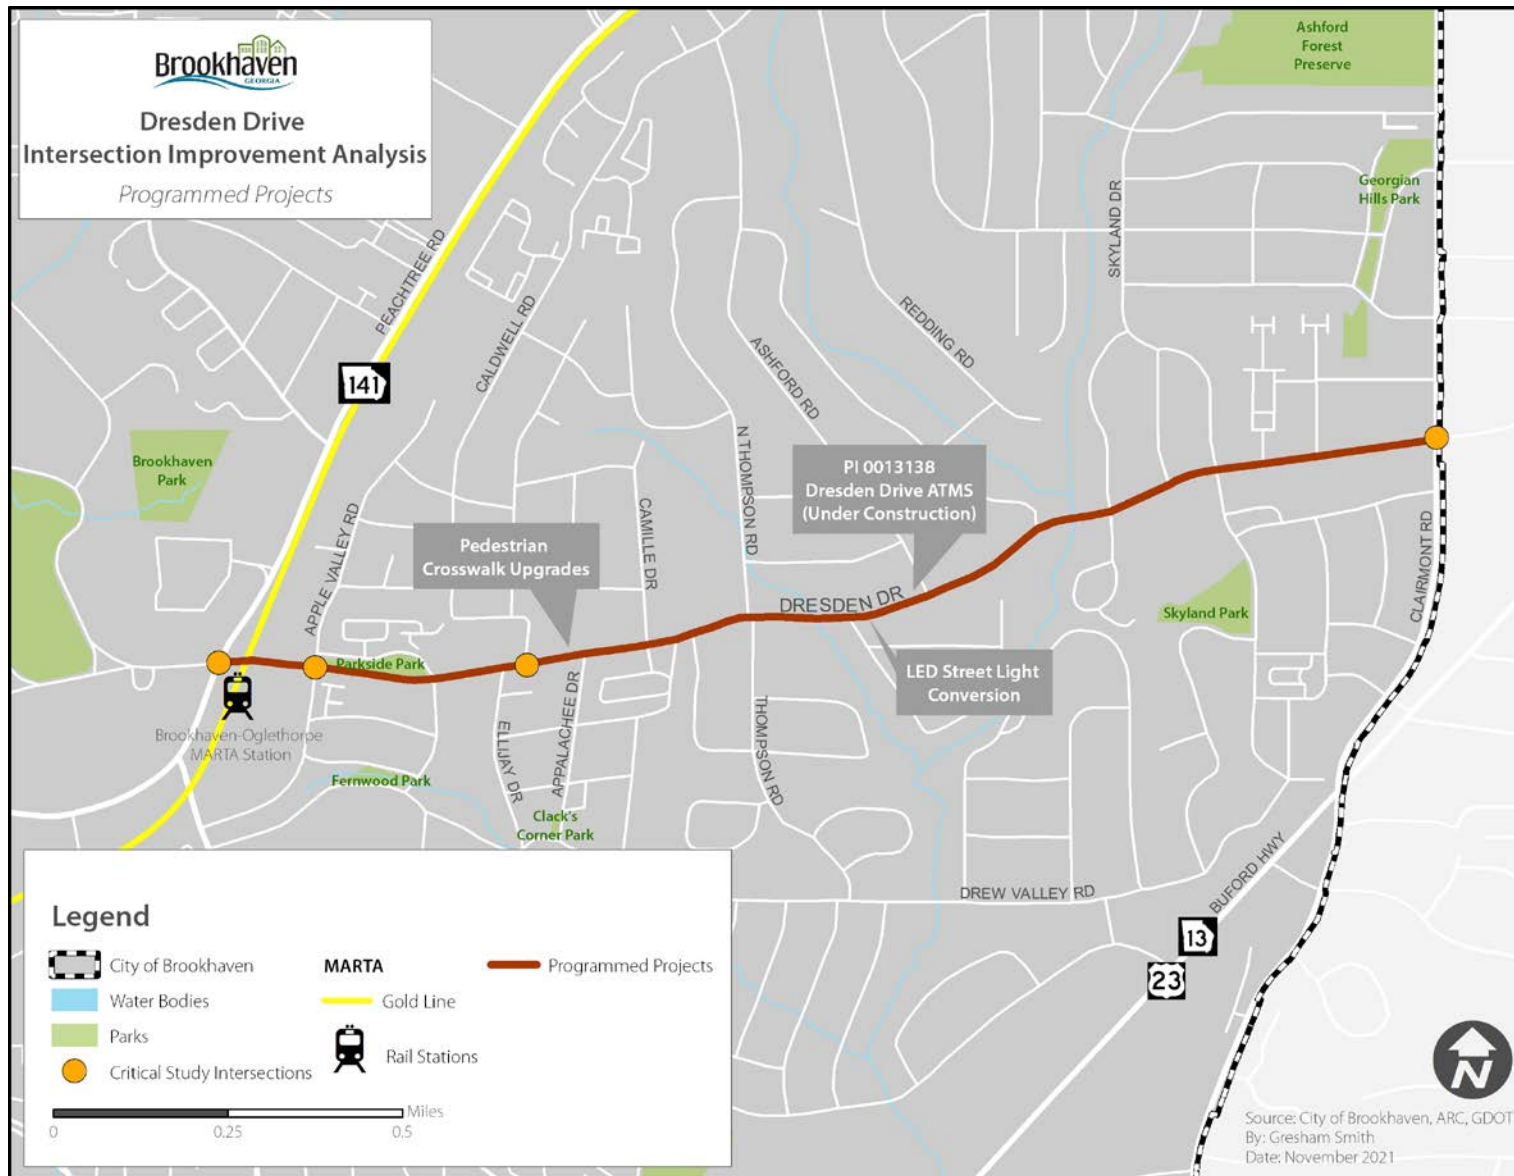 Brookhaven
GEORGIA
Dresden Drive
Intersection Improvement Analysis
Programmed Projects
Ashford
Forest
Preserve
Georgian
Hills Park
PEACHTREE RD
CALDWELL RD
SKYLAND DR
REDDING RD
ASHFORD RD
141
Brookhaven
Park
N THOMPSON RD
PI 0013138
Dresden Drive ATMS
(Under Construction)
CAMILLE DR
APPLE VALLEY RD
Pedestrian
Crosswalk Upgrades
CLAIRMONT RD
DRESDEN DR
Skyland Park
Parkside Park
LED Street Light
Conversion
Brookhaven-Oglethorpe
MARTA Station
ELLIJAY DR
APPALACHEE DR
THOMPSON RD
Fernwood Park
Clack's
Corner Park
DREW VALLEY RD
BUFORD HWY
13
23
Legend
City of Brookhaven
Water Bodies
Parks
Critical Study Intersections
MARTA
Gold Line
Rail Stations
Programmed Projects
Miles
0 0.25 0.5
N
Source: City of Brookhaven, ARC, GDOT
By: Gresham Smith
Date: November 2021